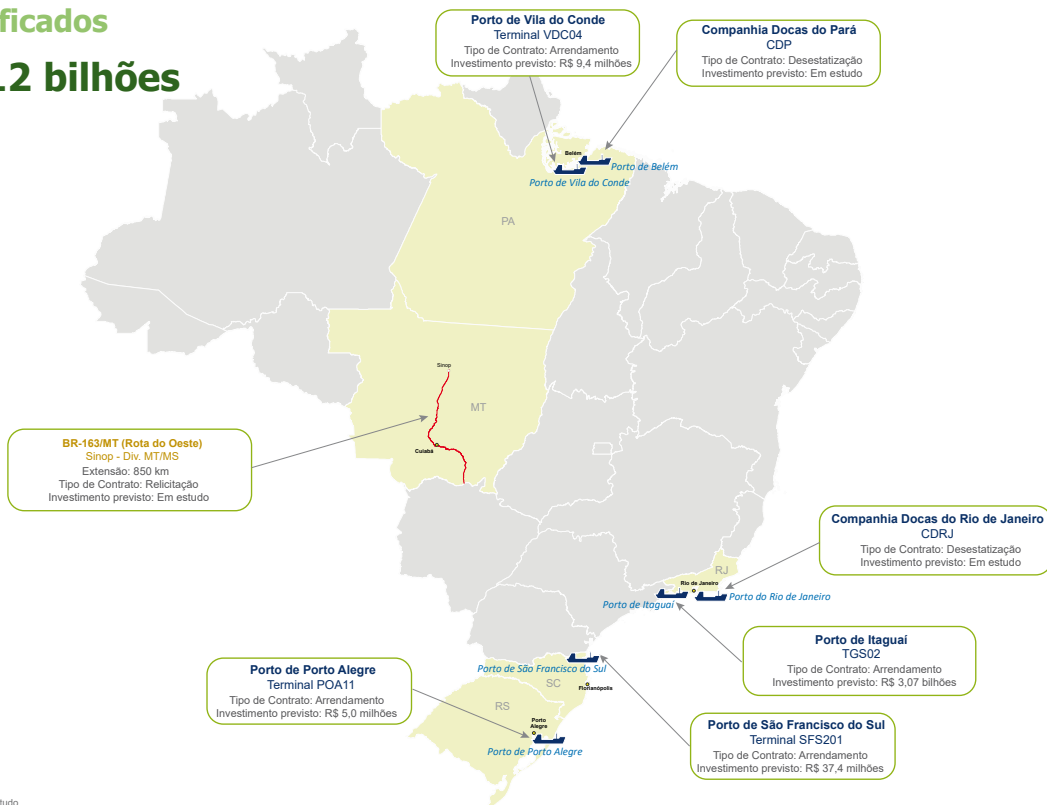 ficados
12 bilhões
Porto de Vila do Conde
Terminal VDC04
Tipo de Contrato: Arrendamento
Investimento previsto: R$ 9,4 milhões
Companhia Docas do Pará
CDP
Tipo de Contrato: Desestatização
Investimento previsto: Em estudo
Belém
Porto de Belém
Porto de Vila do Conde
PA
Sinop
MT
Cuiabá
BR-163/MT (Rota do Oeste)
Sinop - Div. MT/MS
Extensão: 850 km
Tipo de Contrato: Relicitação
Investimento previsto: Em estudo
Companhia Docas do Rio de Janeiro
CDRJ
Tipo de Contrato: Desestatização
Investimento previsto: Em estudo
RJ
Rio de Janeiro
Porto de Itaguaí
Porto do Rio de Janeiro
Porto de Itaguaí
TGS02
Tipo de Contrato: Arrendamento
Investimento previsto: R$ 3,07 bilhões
Porto de São Francisco do Sul
SC
Florianópolis
Porto de Porto Alegre
Terminal POA11
Tipo de Contrato: Arrendamento
Investimento previsto: R$ 5,0 milhões
RS
Porto
Alegre
Porto de Porto Alegre
Porto de São Francisco do Sul
Terminal SFS201
Tipo de Contrato: Arrendamento
Investimento previsto: R$ 37,4 milhões
tudo